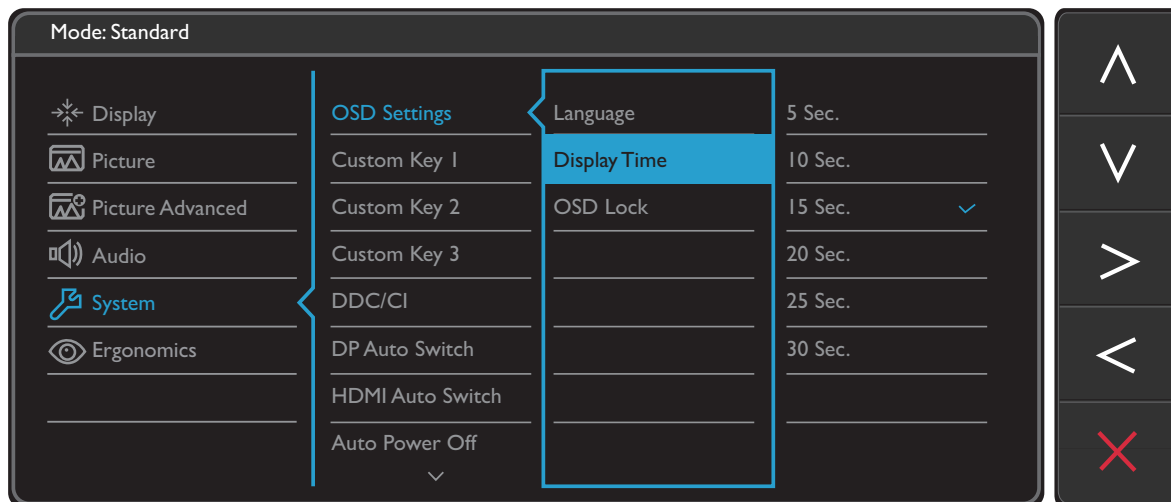 Mode: Standard
Display
Picture
Picture Advanced
Audio
System
Ergonomics
OSD Settings
Custom Key 1
Custom Key 2
Custom Key 3
DDC/CI
DP Auto Switch
HDMI Auto Switch
Auto Power Off
Language
Display Time
OSD Lock
5 Sec.
10 Sec.
15 Sec.
20 Sec.
25 Sec.
30 Sec.